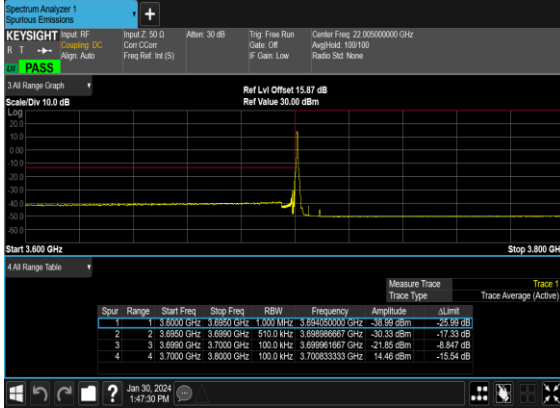 Spectrum Analyzer 1
Spurious Emissions
+
KEYSIGHT Input: RF Input Z: 50 Ω Atten: 30 dB Trig: Free Run Center Freq: 22.005000000 GHz
R T Coupling: DC Corr CCorr Gate: Off Avg|Hold: 100/100
Align: Auto Freq Ref: Int (S) IF Gain: Low Radio Std: None
LXI PASS
3 All Range Graph
Ref Lvl Offset 15.87 dB
Scale/Div 10.0 dB Ref Value 30.00 dBm
Log
20.0
10.0
0.00
-10.0
-20.0
-30.0
-40.0
-50.0
-60.0
Start 3.600 GHz Stop 3.800 GH
4 All Range Table
Measure Trace Trace 1
Trace Type Trace Average (Active)
Spur Range Start Freq Stop Freq RBW Frequency Amplitude ΔLimit
1 1 3.6000 GHz 3.6950 GHz 1.000 MHz 3.694050000 GHz -38.99 dBm -25.99 dB
2 2 3.6950 GHz 3.6990 GHz 510.0 kHz 3.698986667 GHz -30.33 dBm -17.33 dB
3 3 3.6990 GHz 3.7000 GHz 100.0 kHz 3.699961667 GHz -21.85 dBm -8.847 dB
4 4 3.7000 GHz 3.8000 GHz 100.0 kHz 3.700833333 GHz 14.46 dBm -15.54 dB
? Jan 30, 2024
1:47:30 PM